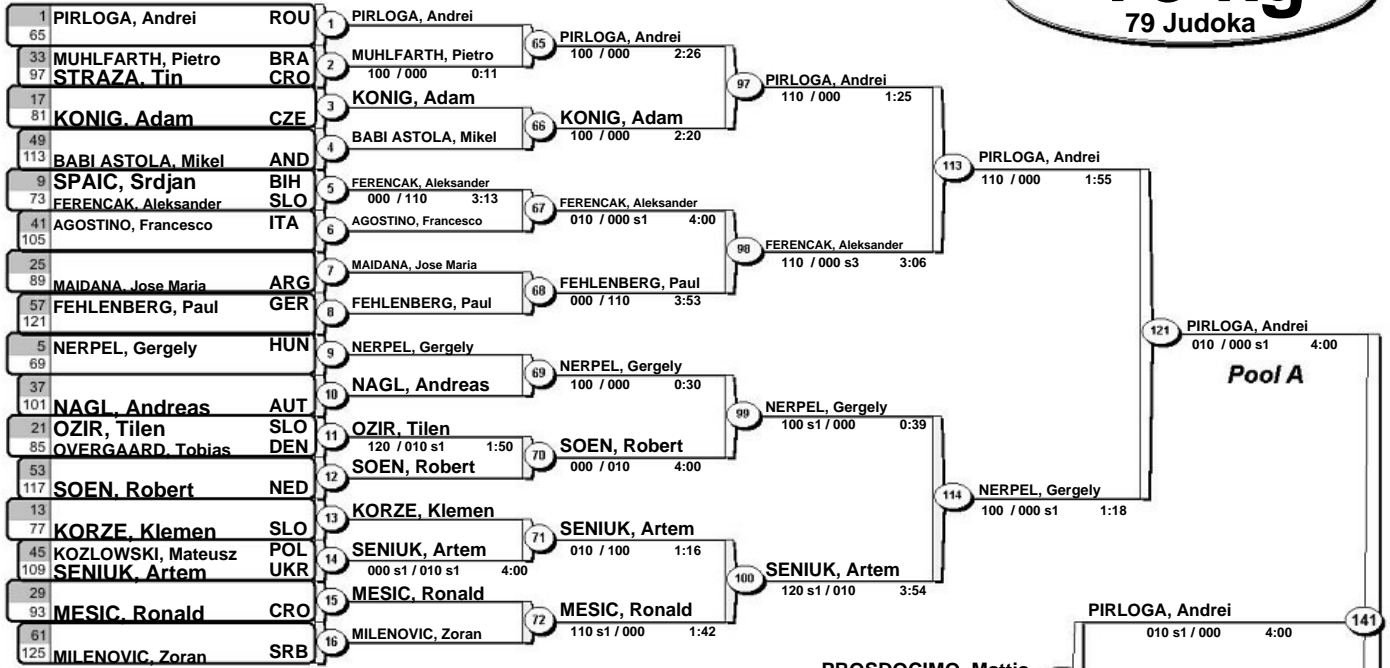 79 Judoka
1 PIRLOGA, Andrei ROU
65
33 MUHLFARTH, Pietro BRA
97 STRAZA, Tin CRO
17
81 KONIG, Adam CZE
49
113 BABI ASTOLA, Mikel AND
9 SPAIC, Srdjan BIH
73 FERENCAK, Aleksander SLO
41 AGOSTINO, Francesco ITA
105
25
89 MAIDANA, Jose Maria ARG
57 FEHLENBERG, Paul GER
121
5 NERPEL, Gergely HUN
69
37
101 NAGL, Andreas AUT
21 OZIR, Tilen SLO
85 OVERGAARD, Tobias DEN
53
117 SOEN, Robert NED
13
77 KORZE, Klemen SLO
45 KOZLOWSKI, Mateusz POL
109 SENIUK, Artem UKR
29
93 MESIC, Ronald CRO
61
125 MILENOVIC, Zoran SRB
1 PIRLOGA, Andrei
2 MUHLFARTH, Pietro
100 / 000 0:11
3 KONIG, Adam
4 BABI ASTOLA, Mikel
5 FERENCAK, Aleksander
000 / 110 3:13
6 AGOSTINO, Francesco
7 MAIDANA, Jose Maria
8 FEHLENBERG, Paul
9 NERPEL, Gergely
10 NAGL, Andreas
11 OZIR, Tilen
120 / 010 s1 1:50
12 SOEN, Robert
13 KORZE, Klemen
14 SENIUK, Artem
000 s1 / 010 s1 4:00
15 MESIC, Ronald
16 MILENOVIC, Zoran
65 PIRLOGA, Andrei
100 / 000 2:26
66 KONIG, Adam
100 / 000 2:20
67 FERENCAK, Aleksander
010 / 000 s1 4:00
68 FEHLENBERG, Paul
000 / 110 3:53
69 NERPEL, Gergely
100 / 000 0:30
70 SOEN, Robert
000 / 010 4:00
71 SENIUK, Artem
010 / 100 1:16
72 MESIC, Ronald
110 s1 / 000 1:42
97 PIRLOGA, Andrei
110 / 000 1:25
98 FERENCAK, Aleksander
110 / 000 s3 3:06
99 NERPEL, Gergely
100 s1 / 000 0:39
100 SENIUK, Artem
120 s1 / 010 3:54
113 PIRLOGA, Andrei
110 / 000 1:55
114 NERPEL, Gergely
100 / 000 s1 1:18
121 PIRLOGA, Andrei
010 / 000 s1 4:00
Pool A
PIRLOGA, Andrei
010 s1 / 000 4:00
141